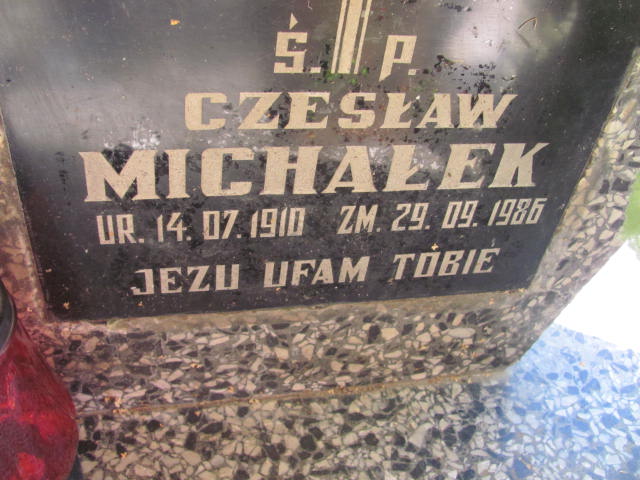 Ś. P.
CZESŁAW
MICHAŁEK
UR. 14. 07. 1910 ZM. 29. 09. 1986
JEZU UFAM TOBIE